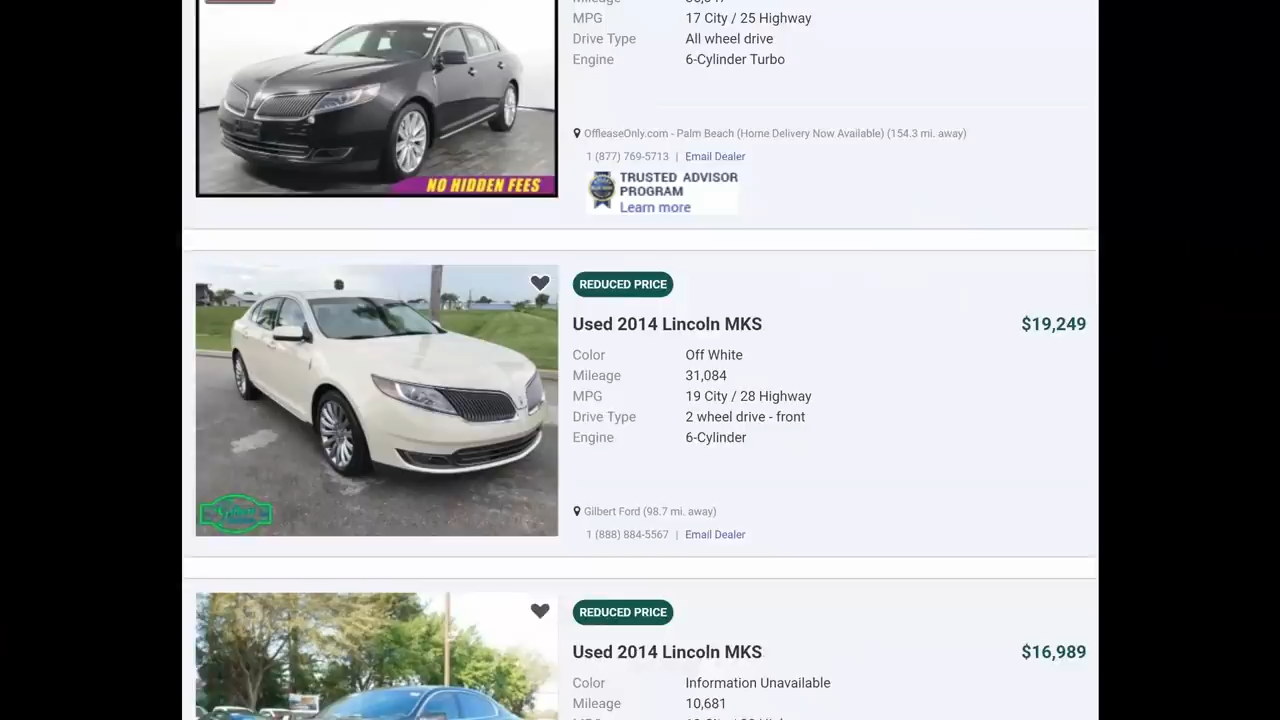 MPG 17 City / 25 Highway
Drive Type All wheel drive
Engine 6-Cylinder Turbo
OffleaseOnly.com - Palm Beach (Home Delivery Now Available) (154.3 mi. away)
1 (877) 769-5713 | Email Dealer
NO HIDDEN FEES
TRUSTED ADVISOR
PROGRAM
Learn more
REDUCED PRICE
Used 2014 Lincoln MKS $19,249
Color Off White
Mileage 31,084
MPG 19 City / 28 Highway
Drive Type 2 wheel drive - front
Engine 6-Cylinder
Gilbert Ford (98.7 mi. away)
1 (888) 884-5567 | Email Dealer
REDUCED PRICE
Used 2014 Lincoln MKS $16,989
Color Information Unavailable
Mileage 10,681